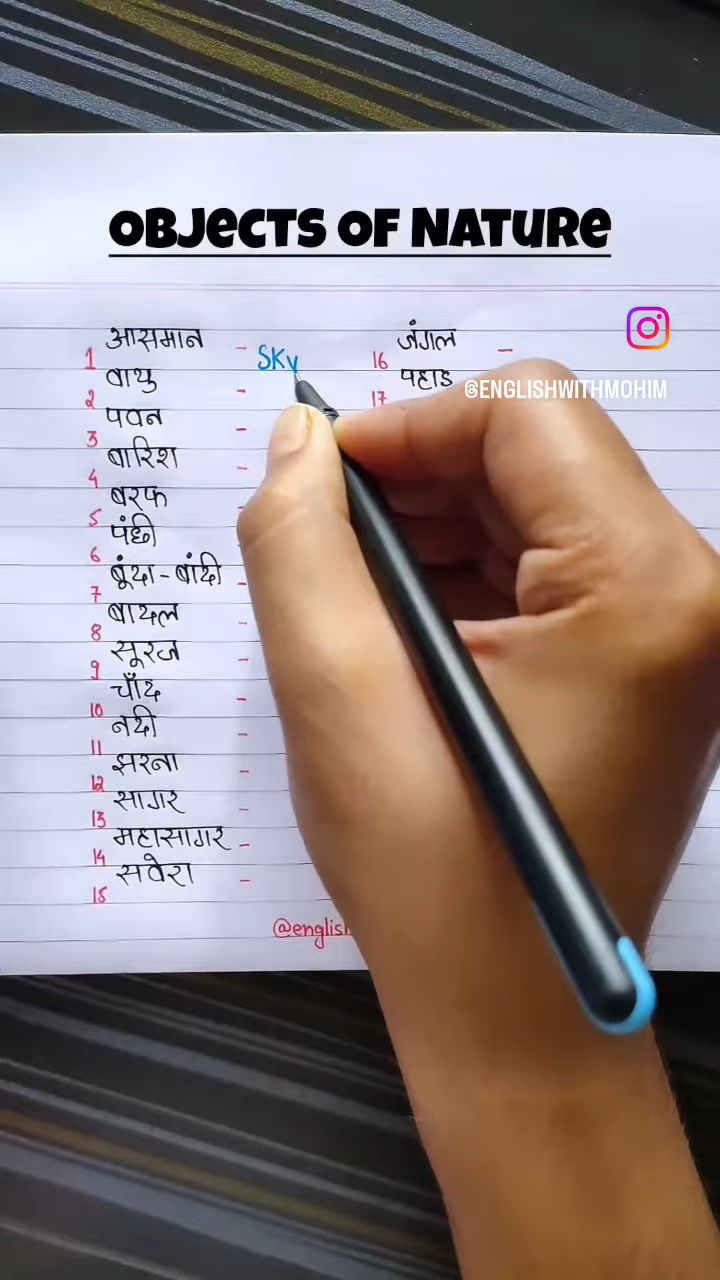 OBJECTS OF NATURE
1 आसमान - Sky
2 वायु -
3 पवन -
4 बारिश -
5 बरफ -
6 पंछी
7 बूंदा-बांदी -
8 बादल -
9 सूरज -
10 चाँद -
11 नदी -
12 झरना -
13 सागर -
14 महासागर -
15 सवेरा -
16 जंगल -
17 पहाड
@ENGLISHWITHMOHIM
@english